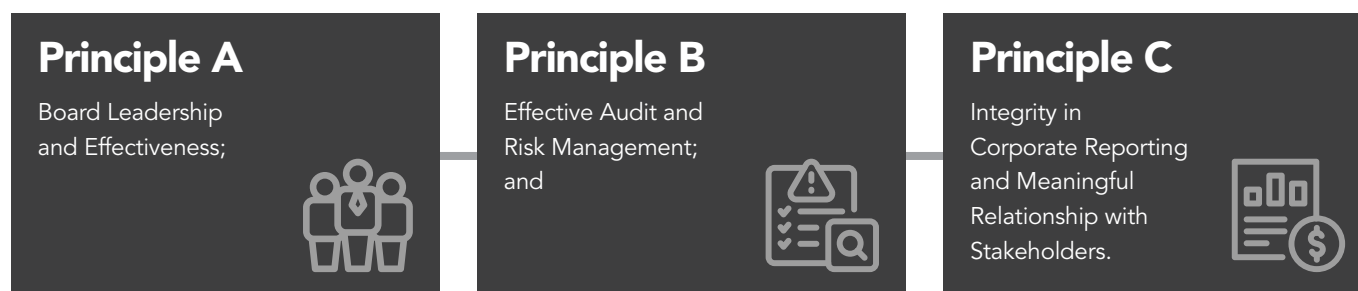 Principle A
Board Leadership
and Effectiveness;
Principle B
Effective Audit and
Risk Management;
and
Principle C
Integrity in
Corporate Reporting
and Meaningful
Relationship with
Stakeholders.
$